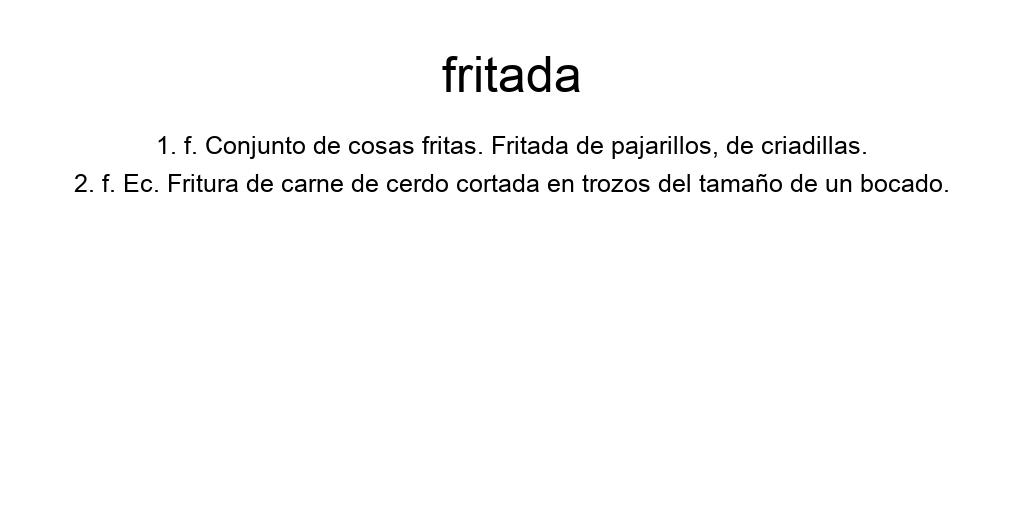 fritada
1. f. Conjunto de cosas fritas. Fritada de pajarillos, de criadillas.
2. f. Ec. Fritura de carne de cerdo cortada en trozos del tamaño de un bocado.